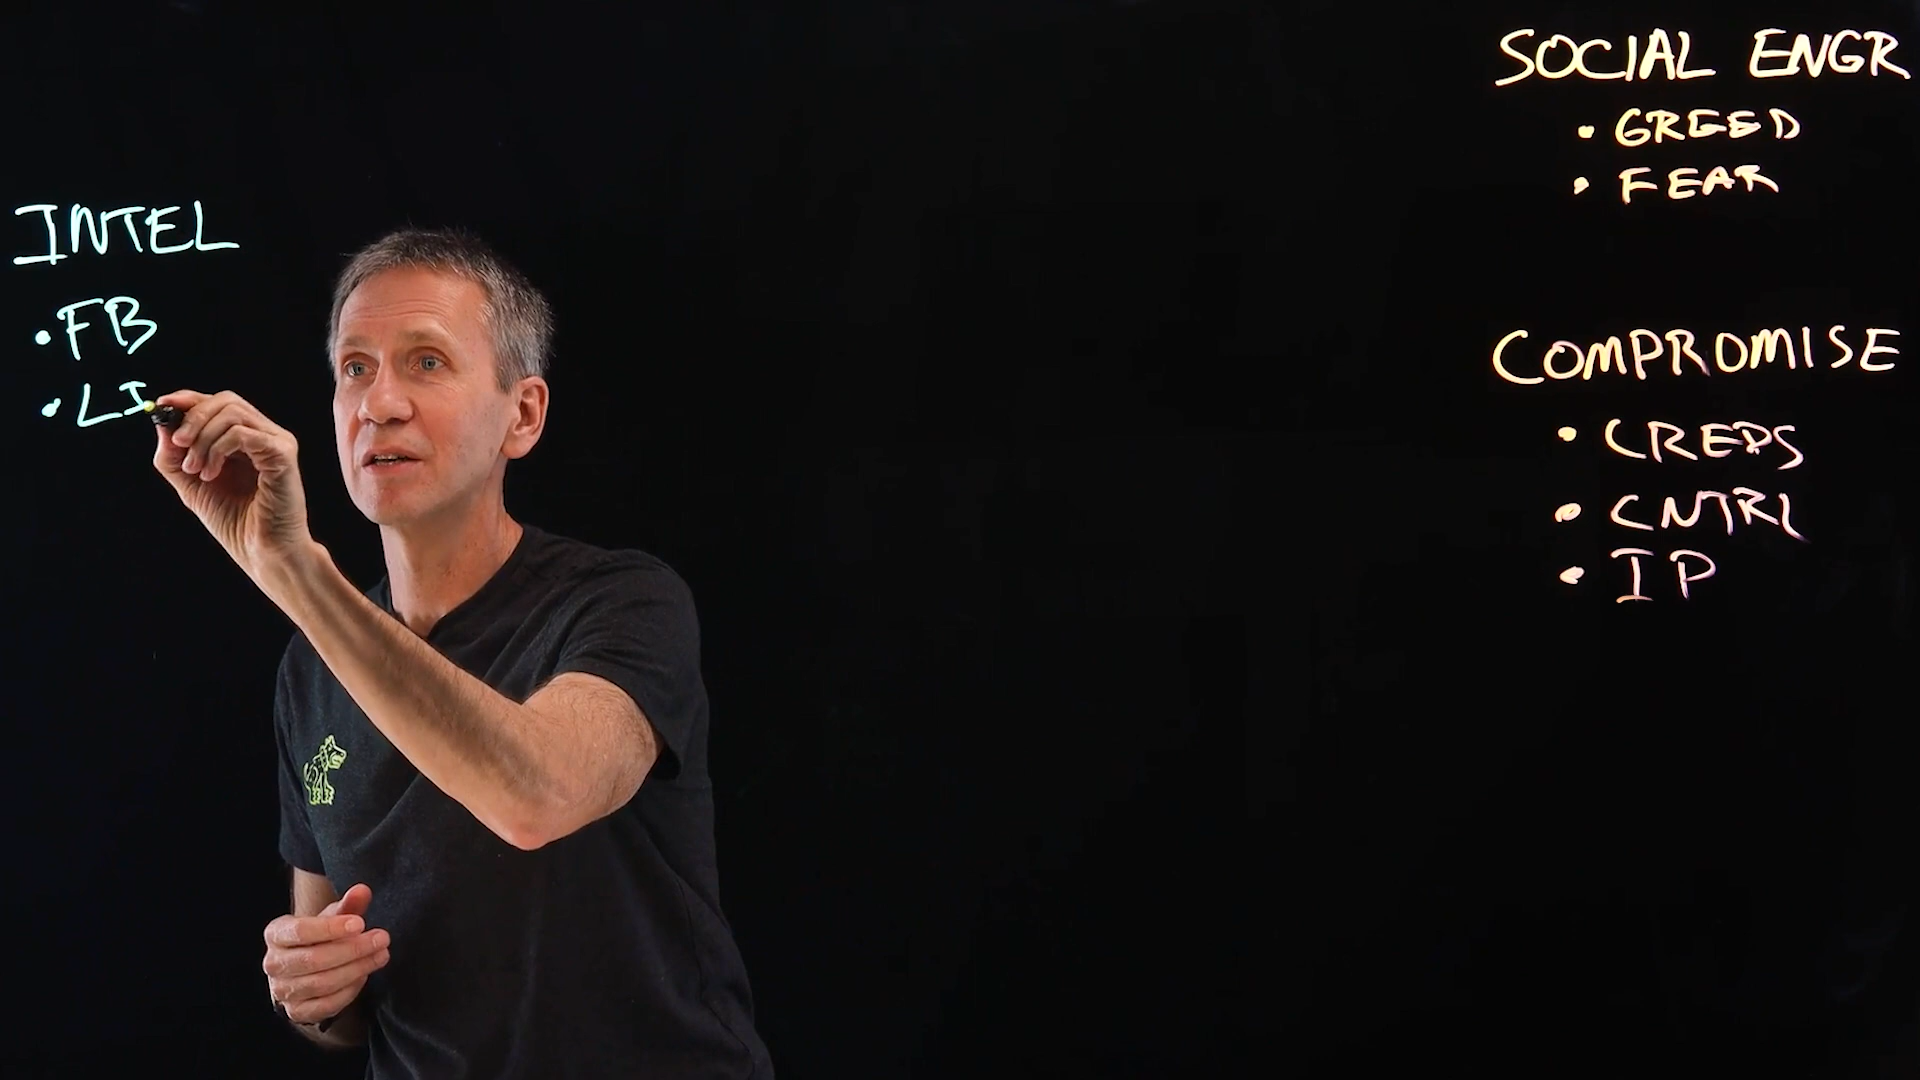 INTEL
• FB
• LI
SOCIAL ENGR
• GREED
• FEAR
COMPROMISE
• CREDS
• CNTRL
• IP